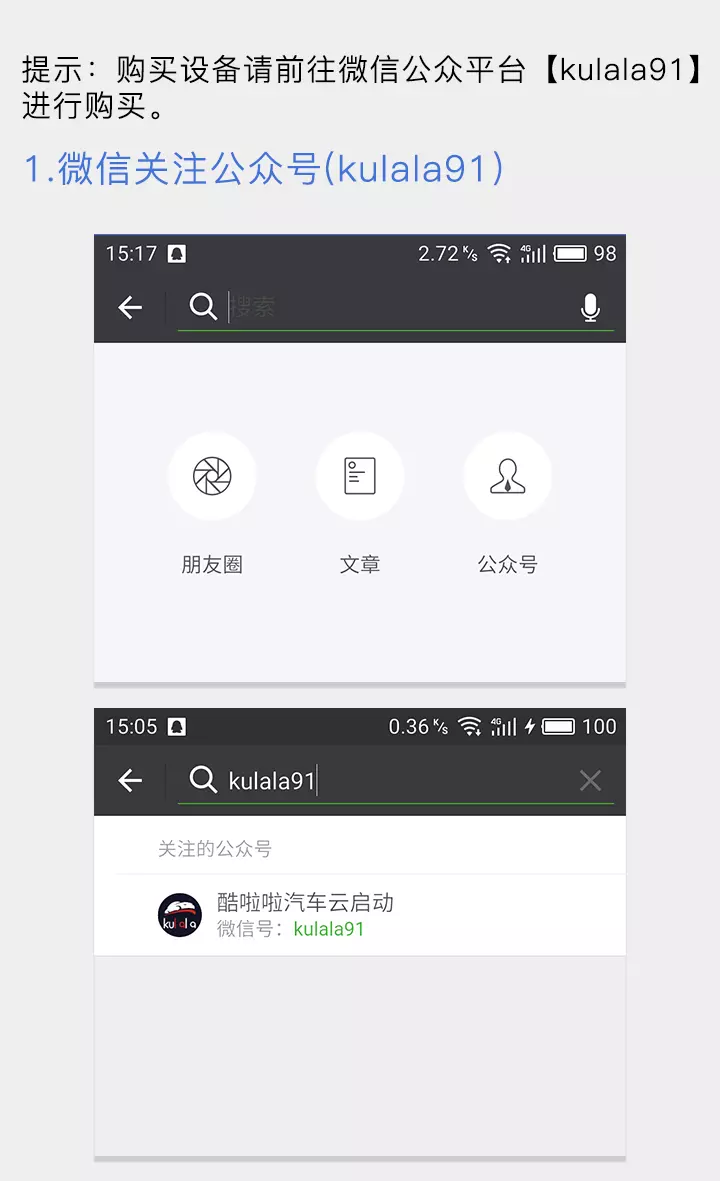 提示：购买设备请前往微信公众平台【kulala91】
进行购买。
1.微信关注公众号(kulala91)
15:17 2.72 K/s 4G 98
搜索
朋友圈 文章 公众号
15:05 0.36 K/s 4G 100
kulala91
关注的公众号
酷啦啦汽车云启动
kulala
微信号：kulala91